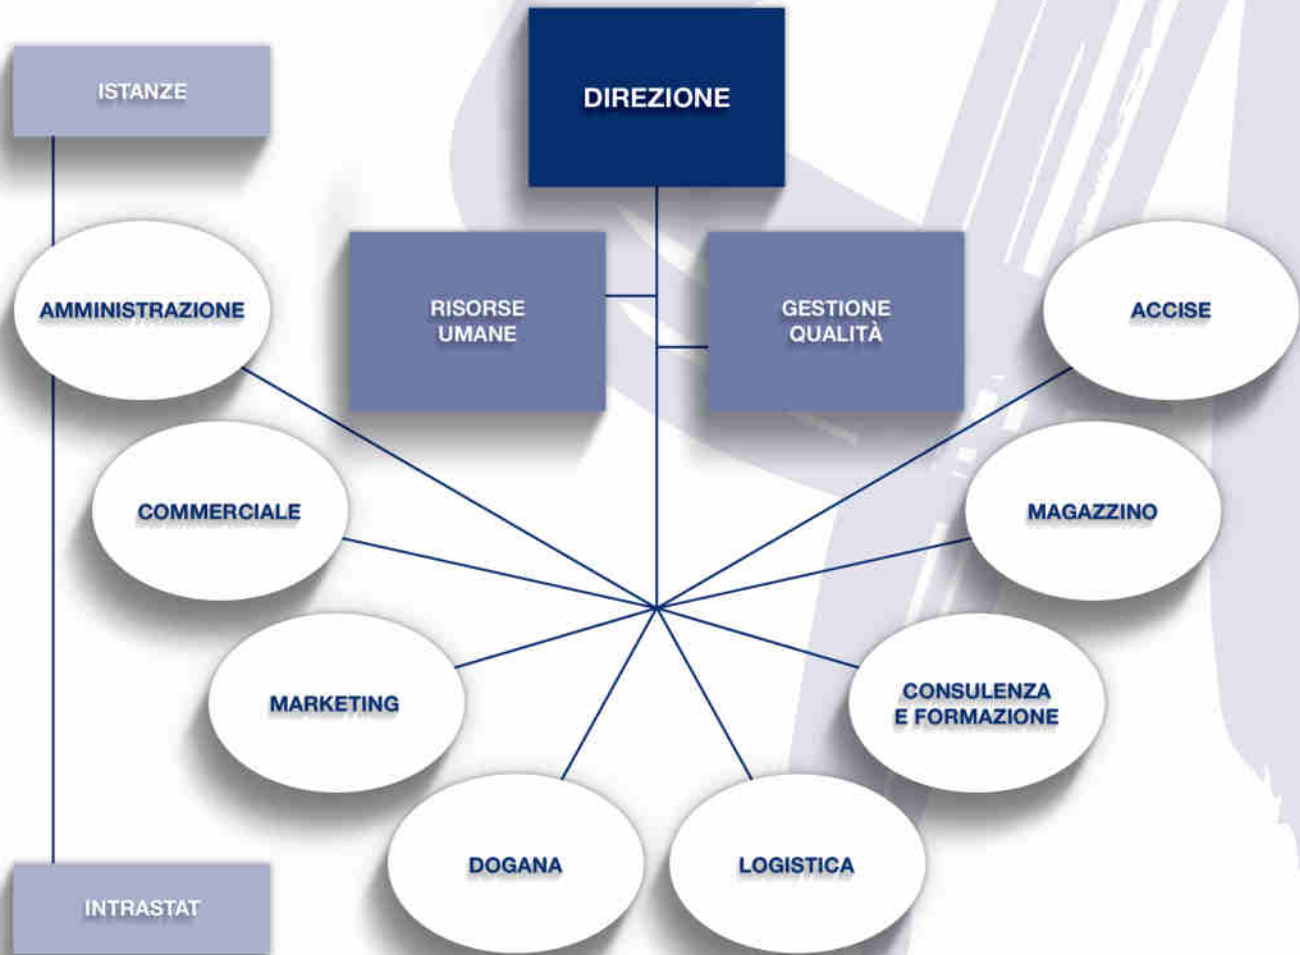 ISTANZE
DIREZIONE
AMMINISTRAZIONE
RISORSE
UMANE
GESTIONE
QUALITÀ
ACCISE
COMMERCIALE
MAGAZZINO
MARKETING
CONSULENZA
E FORMAZIONE
DOGANA
LOGISTICA
INTRASTAT